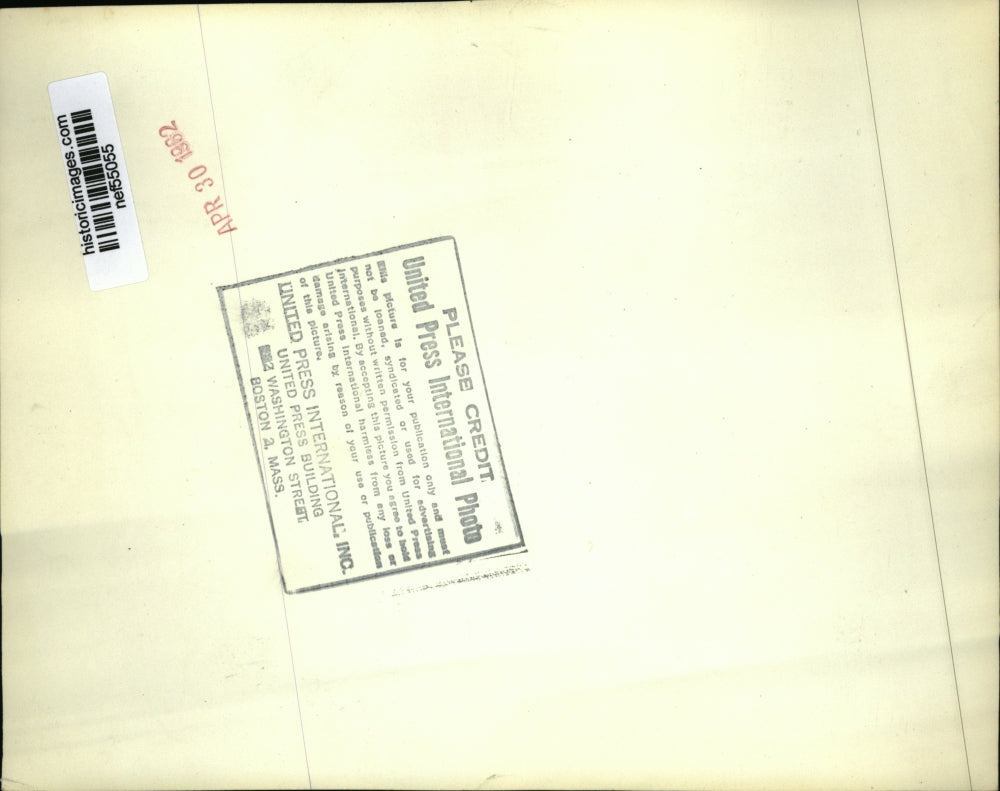 historicimages.com
nef55055
APR 30 1962
PLEASE CREDIT
United Press International Photo
This picture is for your publication only and must
not be loaned, syndicated or used for advertising
purposes without written permission from United Press
International. By accepting this picture you agree to hold
United Press International harmless from any loss or
damage arising by reason of your use or publication
of this picture.
UNITED PRESS INTERNATIONAL, INC.
UNITED PRESS BUILDING
WASHINGTON STREET
BOSTON 2, MASS.